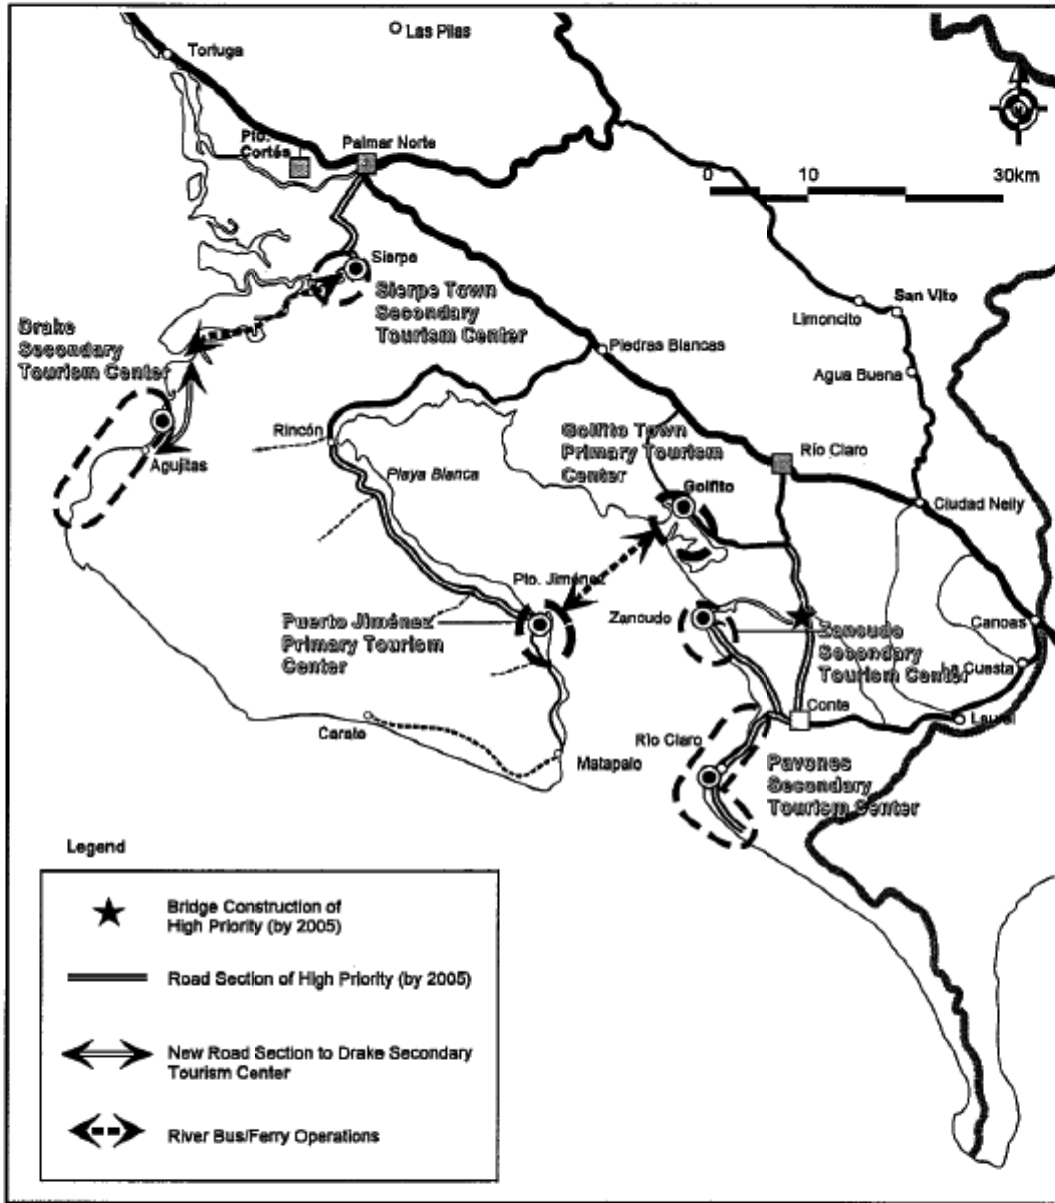 Las Pilas
Tortuga
Pto.
Cortés
Palmar Norte
N
0 10 30km
Sierpe
Sierpe Town
Secondary
Tourism Center
Drake
Secondary
Tourism Center
San Vito
Limoncito
Piedras Blancas
Agua Buena
Rincón
Agujitas
Playa Blanca
Golfito Town
Primary Tourism
Center
Río Claro
Golfito
Ciudad Neily
Pto. Jiménez
Puerto Jiménez
Primary Tourism
Center
Zancudo
Zancudo
Secondary
Tourism Center
Canoas
La Cuesta
Conte
Laurel
Carate
Río Claro
Matapalo
Pavones
Secondary
Tourism Center
Legend
Bridge Construction of
High Priority (by 2005)
Road Section of High Priority (by 2005)
New Road Section to Drake Secondary
Tourism Center
River Bus/Ferry Operations